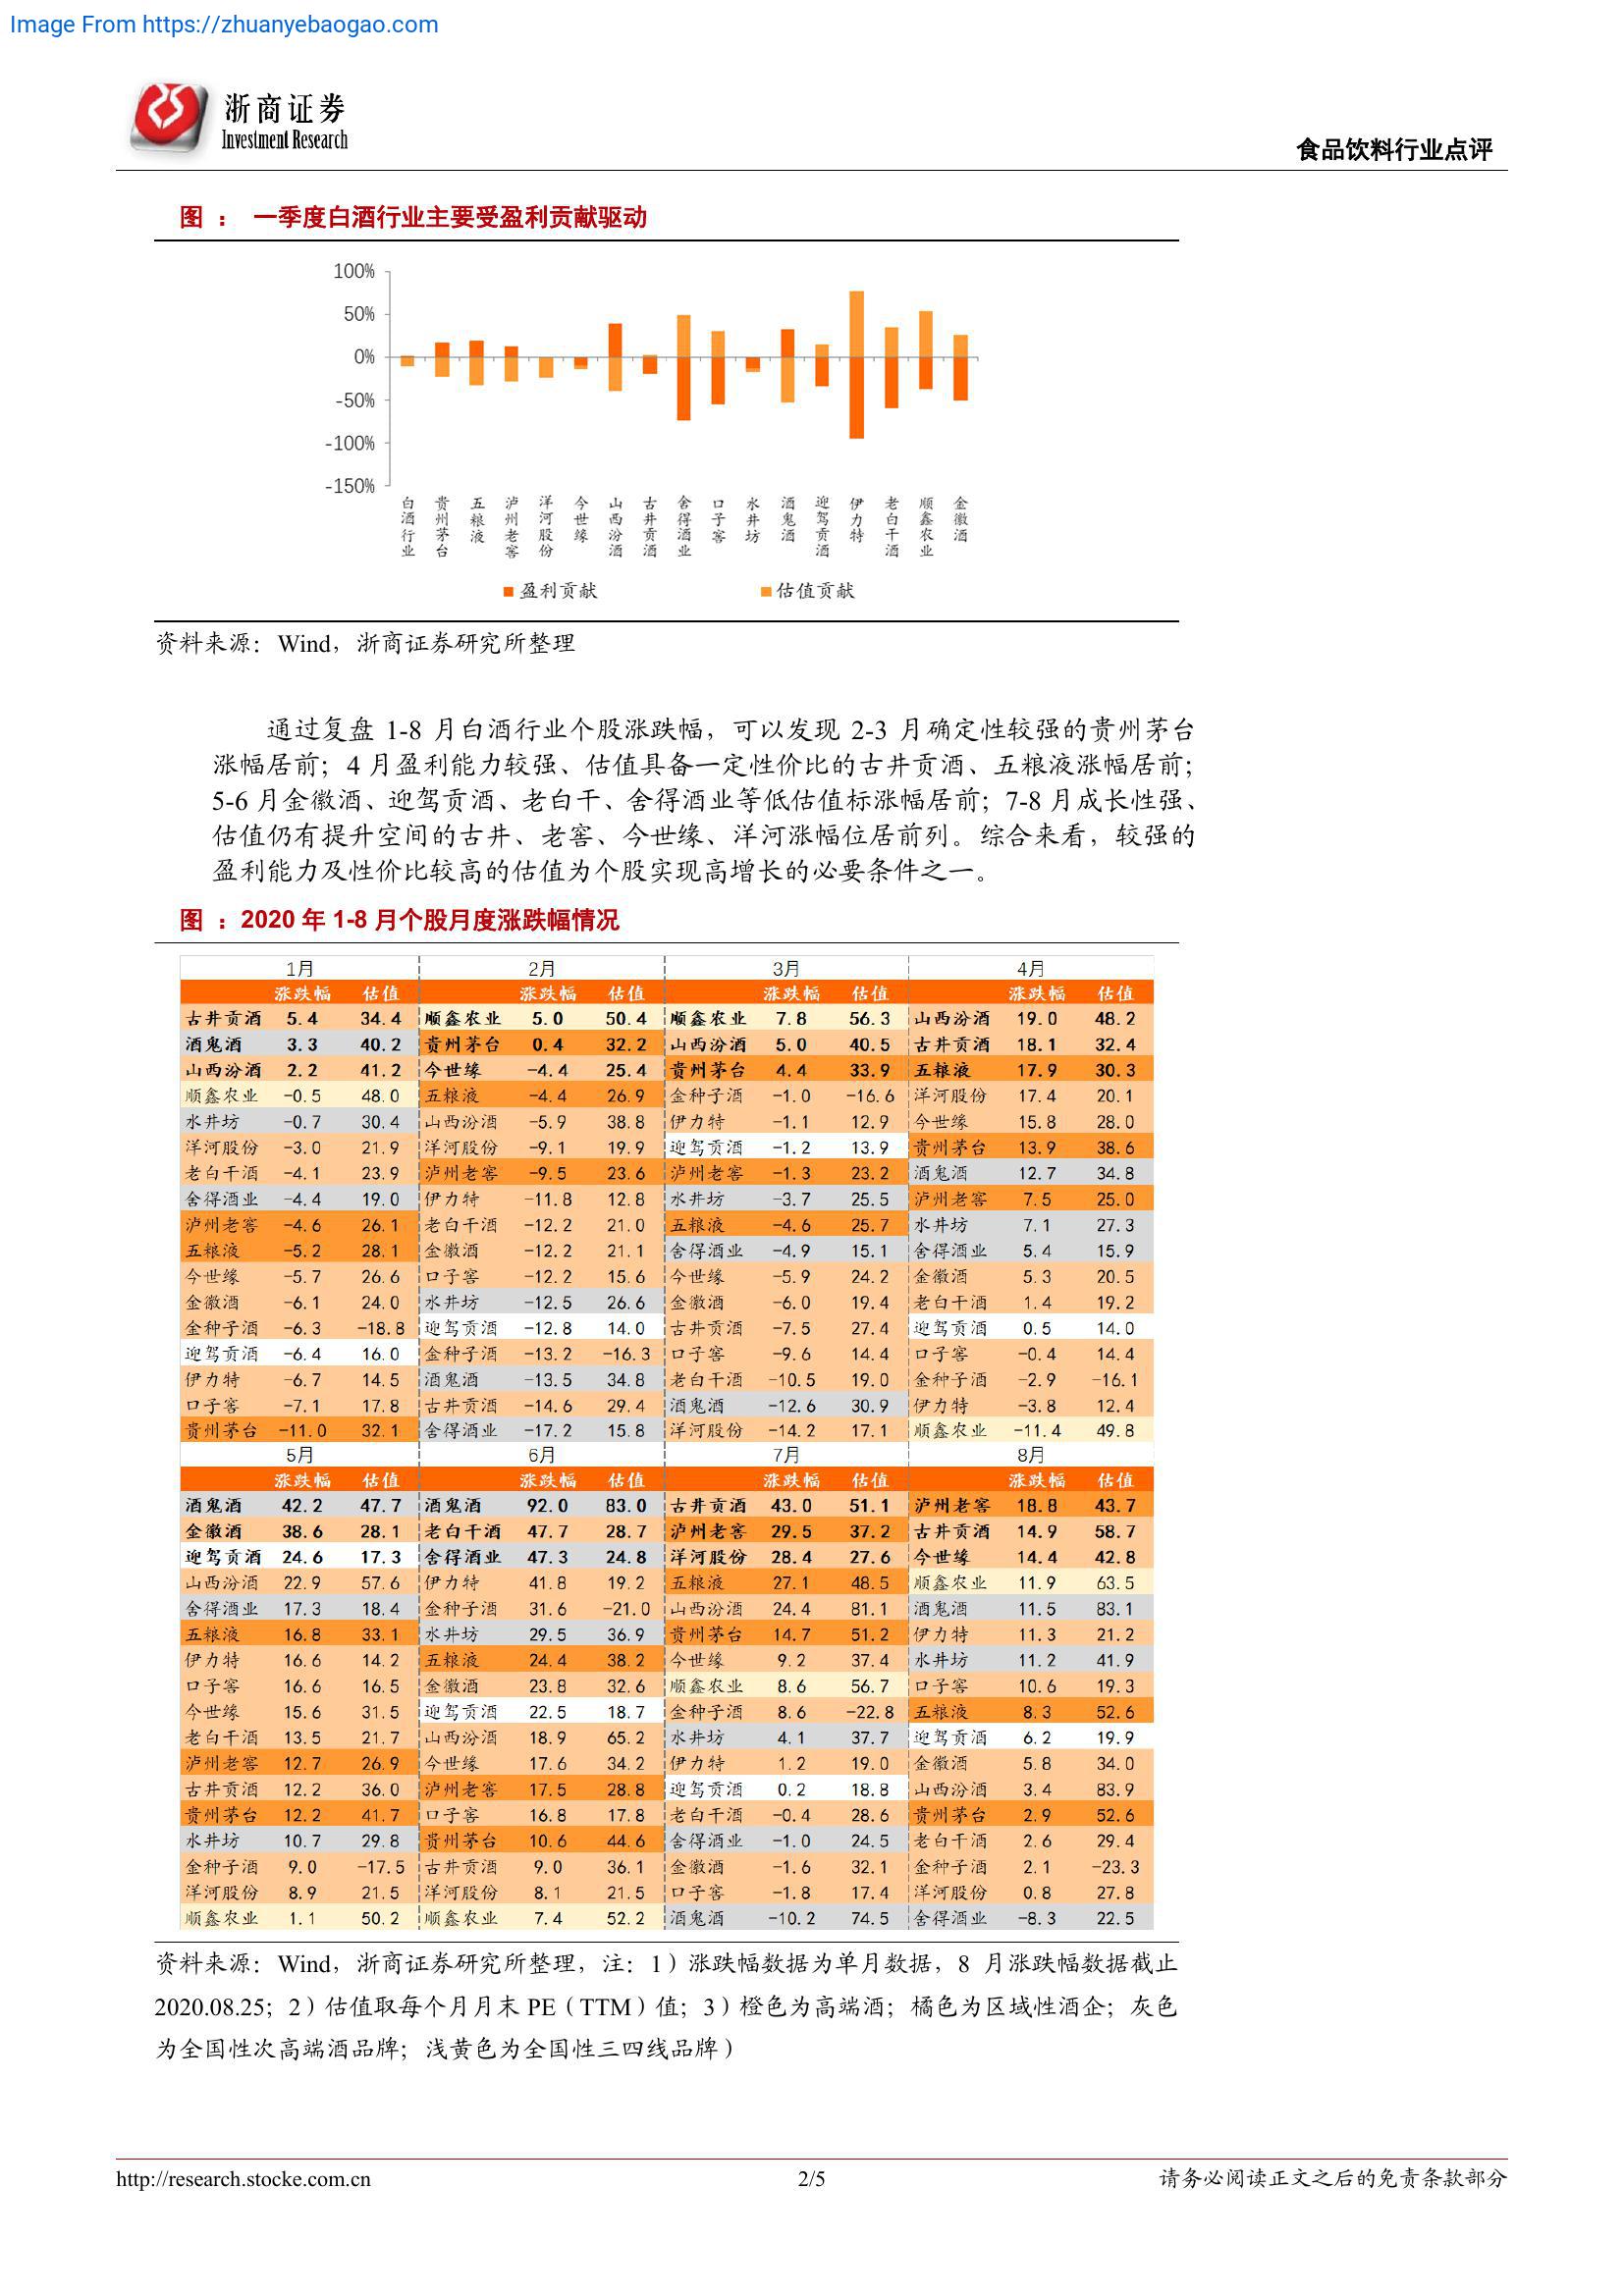 Image From https://zhuanyebaogao.com
浙商证券
Investment Research
食品饮料行业点评
图 ： 一季度白酒行业主要受盈利贡献驱动
100%
50%
0%
-50%
-100%
-150%
白酒行业 贵州茅台 五粮液 泸州老窖 洋河股份 今世缘 山西汾酒 古井贡酒 舍得酒业 口子窖 水井坊 酒鬼酒 迎驾贡酒 伊力特 老白干酒 顺鑫农业 金徽酒
盈利贡献 估值贡献
资料来源：Wind，浙商证券研究所整理
通过复盘 1-8 月白酒行业个股涨跌幅，可以发现 2-3 月确定性较强的贵州茅台
涨幅居前；4 月盈利能力较强、估值具备一定性价比的古井贡酒、五粮液涨幅居前；
5-6 月金徽酒、迎驾贡酒、老白干、舍得酒业等低估值标涨幅居前；7-8 月成长性强、
估值仍有提升空间的古井、老窖、今世缘、洋河涨幅位居前列。综合来看，较强的
盈利能力及性价比较高的估值为个股实现高增长的必要条件之一。
图 ：2020 年 1-8 月个股月度涨跌幅情况
1月 2月 3月 4月
涨跌幅 估值 涨跌幅 估值 涨跌幅 估值 涨跌幅 估值
古井贡酒 5.4 34.4 顺鑫农业 5.0 50.4 顺鑫农业 7.8 56.3 山西汾酒 19.0 48.2
酒鬼酒 3.3 40.2 贵州茅台 0.4 32.2 山西汾酒 5.0 40.5 古井贡酒 18.1 32.4
山西汾酒 2.2 41.2 今世缘 -4.4 25.4 贵州茅台 4.4 33.9 五粮液 17.9 30.3
顺鑫农业 -0.5 48.0 五粮液 -4.4 26.9 金种子酒 -1.0 -16.6 洋河股份 17.4 20.1
水井坊 -0.7 30.4 山西汾酒 -5.9 38.8 伊力特 -1.1 12.9 今世缘 15.8 28.0
洋河股份 -3.0 21.9 洋河股份 -9.1 19.9 迎驾贡酒 -1.2 13.9 贵州茅台 13.9 38.6
老白干酒 -4.1 23.9 泸州老窖 -9.5 23.6 泸州老窖 -1.3 23.2 酒鬼酒 12.7 34.8
舍得酒业 -4.4 19.0 伊力特 -11.8 12.8 水井坊 -3.7 25.5 泸州老窖 7.5 25.0
泸州老窖 -4.6 26.1 老白干酒 -12.2 21.0 五粮液 -4.6 25.7 水井坊 7.1 27.3
五粮液 -5.2 28.1 金徽酒 -12.2 21.1 舍得酒业 -4.9 15.1 舍得酒业 5.4 15.9
今世缘 -5.7 26.6 口子窖 -12.2 15.6 今世缘 -5.9 24.2 金徽酒 5.3 20.5
金徽酒 -6.1 24.0 水井坊 -12.5 26.6 金徽酒 -6.0 19.4 老白干酒 1.4 19.2
金种子酒 -6.3 -18.8 迎驾贡酒 -12.8 14.0 古井贡酒 -7.5 27.4 迎驾贡酒 0.5 14.0
迎驾贡酒 -6.4 16.0 金种子酒 -13.2 -16.3 口子窖 -9.6 14.4 口子窖 -0.4 14.4
伊力特 -6.7 14.5 酒鬼酒 -13.5 34.8 老白干酒 -10.5 19.0 金种子酒 -2.9 -16.1
口子窖 -7.1 17.8 古井贡酒 -14.6 29.4 酒鬼酒 -12.6 30.9 伊力特 -3.8 12.4
贵州茅台 -11.0 32.1 舍得酒业 -17.2 15.8 洋河股份 -14.2 17.1 顺鑫农业 -11.4 49.8
5月 6月 7月 8月
涨跌幅 估值 涨跌幅 估值 涨跌幅 估值 涨跌幅 估值
酒鬼酒 42.2 47.7 酒鬼酒 92.0 83.0 古井贡酒 43.0 51.1 泸州老窖 18.8 43.7
金徽酒 38.6 28.1 老白干酒 47.7 28.7 泸州老窖 29.5 37.2 古井贡酒 14.9 58.7
迎驾贡酒 24.6 17.3 舍得酒业 47.3 24.8 洋河股份 28.4 27.6 今世缘 14.4 42.8
山西汾酒 22.9 57.6 伊力特 41.8 19.2 五粮液 27.1 48.5 顺鑫农业 11.9 63.5
舍得酒业 17.3 18.4 金种子酒 31.6 -21.0 山西汾酒 24.4 81.1 酒鬼酒 11.5 83.1
五粮液 16.8 33.1 水井坊 29.5 36.9 贵州茅台 14.7 51.2 伊力特 11.3 21.2
伊力特 16.6 14.2 五粮液 24.4 38.2 今世缘 9.2 37.4 水井坊 11.2 41.9
口子窖 16.6 16.5 金徽酒 23.8 32.6 顺鑫农业 8.6 56.7 口子窖 10.6 19.3
今世缘 15.6 31.5 迎驾贡酒 22.5 18.7 金种子酒 8.6 -22.8 五粮液 8.3 52.6
老白干酒 13.5 21.7 山西汾酒 18.9 65.2 水井坊 4.1 37.7 迎驾贡酒 6.2 19.9
泸州老窖 12.7 26.9 今世缘 17.6 34.2 伊力特 1.2 19.0 金徽酒 5.8 34.0
古井贡酒 12.2 36.0 泸州老窖 17.5 28.8 迎驾贡酒 0.2 18.8 山西汾酒 3.4 83.9
贵州茅台 12.2 41.7 口子窖 16.8 17.8 老白干酒 -0.4 28.6 贵州茅台 2.9 52.6
水井坊 10.7 29.8 贵州茅台 10.6 44.6 舍得酒业 -1.0 24.5 老白干酒 2.6 29.4
金种子酒 9.0 -17.5 古井贡酒 9.0 36.1 金徽酒 -1.6 32.1 金种子酒 2.1 -23.3
洋河股份 8.9 21.5 洋河股份 8.1 21.5 口子窖 -1.8 17.4 洋河股份 0.8 27.8
顺鑫农业 1.1 50.2 顺鑫农业 7.4 52.2 酒鬼酒 -10.2 74.5 舍得酒业 -8.3 22.5
资料来源：Wind，浙商证券研究所整理，注：1）涨跌幅数据为单月数据，8 月涨跌幅数据截止
2020.08.25；2）估值取每个月月末 PE（TTM）值；3）橙色为高端酒；橘色为区域性酒企；灰色
为全国性次高端酒品牌；浅黄色为全国性三四线品牌）
http://research.stocke.com.cn 2/5 请务必阅读正文之后的免责条款部分